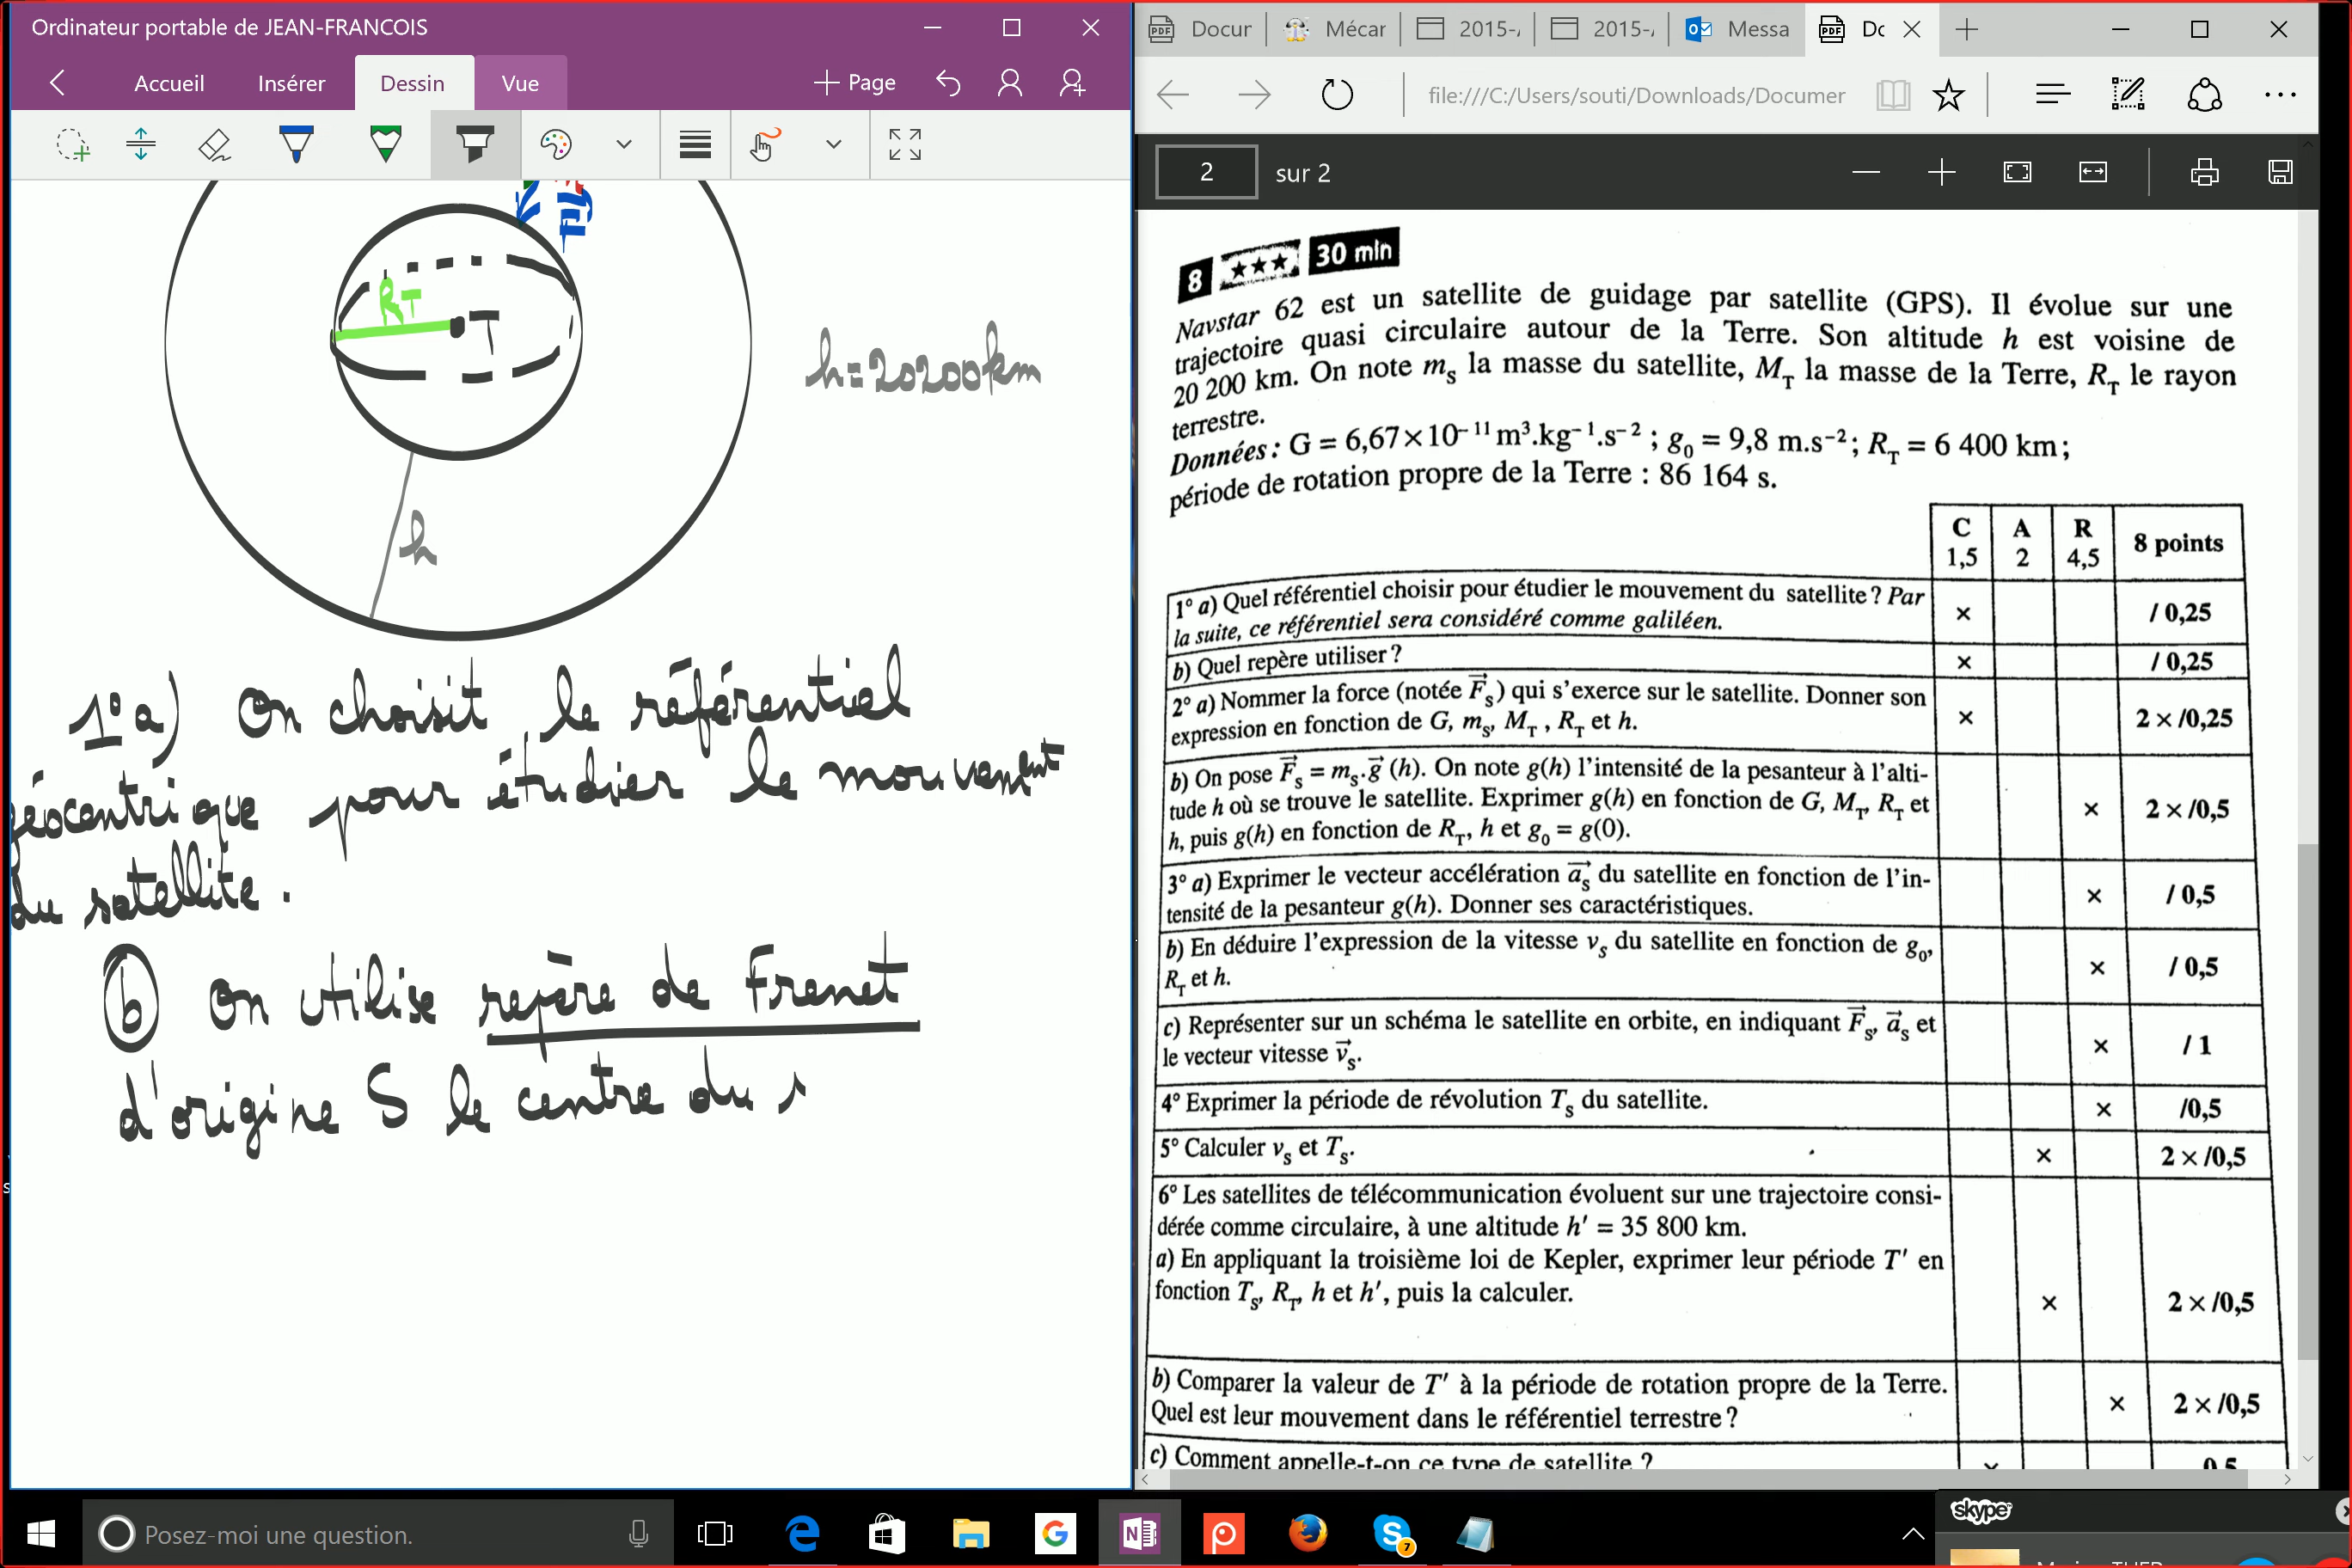 Ordinateur portable de JEAN-FRANCOIS
Accueil Insérer Dessin Vue
Page
R_T
T
h
h=20200km
1° a) On choisit le référentiel
géocentrique pour étudier le mouvement
du satellite.
b On utilise repère de Frenet
d'origine S le centre du s
Docur
Mécar
2015-
2015-
Messa
Dc
file:///C:/Users/souti/Downloads/Documer
2 sur 2
8 ★★★ 30 min
Navstar 62 est un satellite de guidage par satellite (GPS). Il évolue sur une
trajectoire quasi circulaire autour de la Terre. Son altitude h est voisine de
20 200 km. On note m_s la masse du satellite, M_T la masse de la Terre, R_T le rayon
terrestre.
Données : G = 6,67×10⁻¹¹ m³.kg⁻¹.s⁻² ; g₀ = 9,8 m.s⁻² ; R_T = 6 400 km ;
période de rotation propre de la Terre : 86 164 s.
C A R 8 points
1,5 2 4,5
1° a) Quel référentiel choisir pour étudier le mouvement du satellite ? Par
la suite, ce référentiel sera considéré comme galiléen. × / 0,25
b) Quel repère utiliser ? × / 0,25
2° a) Nommer la force (notée F⃗_s) qui s'exerce sur le satellite. Donner son
expression en fonction de G, m_s, M_T, R_T et h. × 2 × /0,25
b) On pose F⃗_s = m_s.g⃗ (h). On note g(h) l'intensité de la pesanteur à l'alti-
tude h où se trouve le satellite. Exprimer g(h) en fonction de G, M_T, R_T et × 2 × /0,5
h, puis g(h) en fonction de R_T, h et g₀ = g(0).
3° a) Exprimer le vecteur accélération a⃗_s du satellite en fonction de l'in-
tensité de la pesanteur g(h). Donner ses caractéristiques. × / 0,5
b) En déduire l'expression de la vitesse v_s du satellite en fonction de g₀,
R_T et h. × / 0,5
c) Représenter sur un schéma le satellite en orbite, en indiquant F⃗_s, a⃗_s et
le vecteur vitesse v⃗_s. × / 1
4° Exprimer la période de révolution T_s du satellite. × /0,5
5° Calculer v_s et T_s. × 2 × /0,5
6° Les satellites de télécommunication évoluent sur une trajectoire consi-
dérée comme circulaire, à une altitude h' = 35 800 km.
a) En appliquant la troisième loi de Kepler, exprimer leur période T' en
fonction T_s, R_T, h et h', puis la calculer. × 2 × /0,5
b) Comparer la valeur de T' à la période de rotation propre de la Terre.
Quel est leur mouvement dans le référentiel terrestre ? × 2 × /0,5
c) Comment appelle-t-on ce type de satellite ? × 0,5
Posez-moi une question.
7
skype